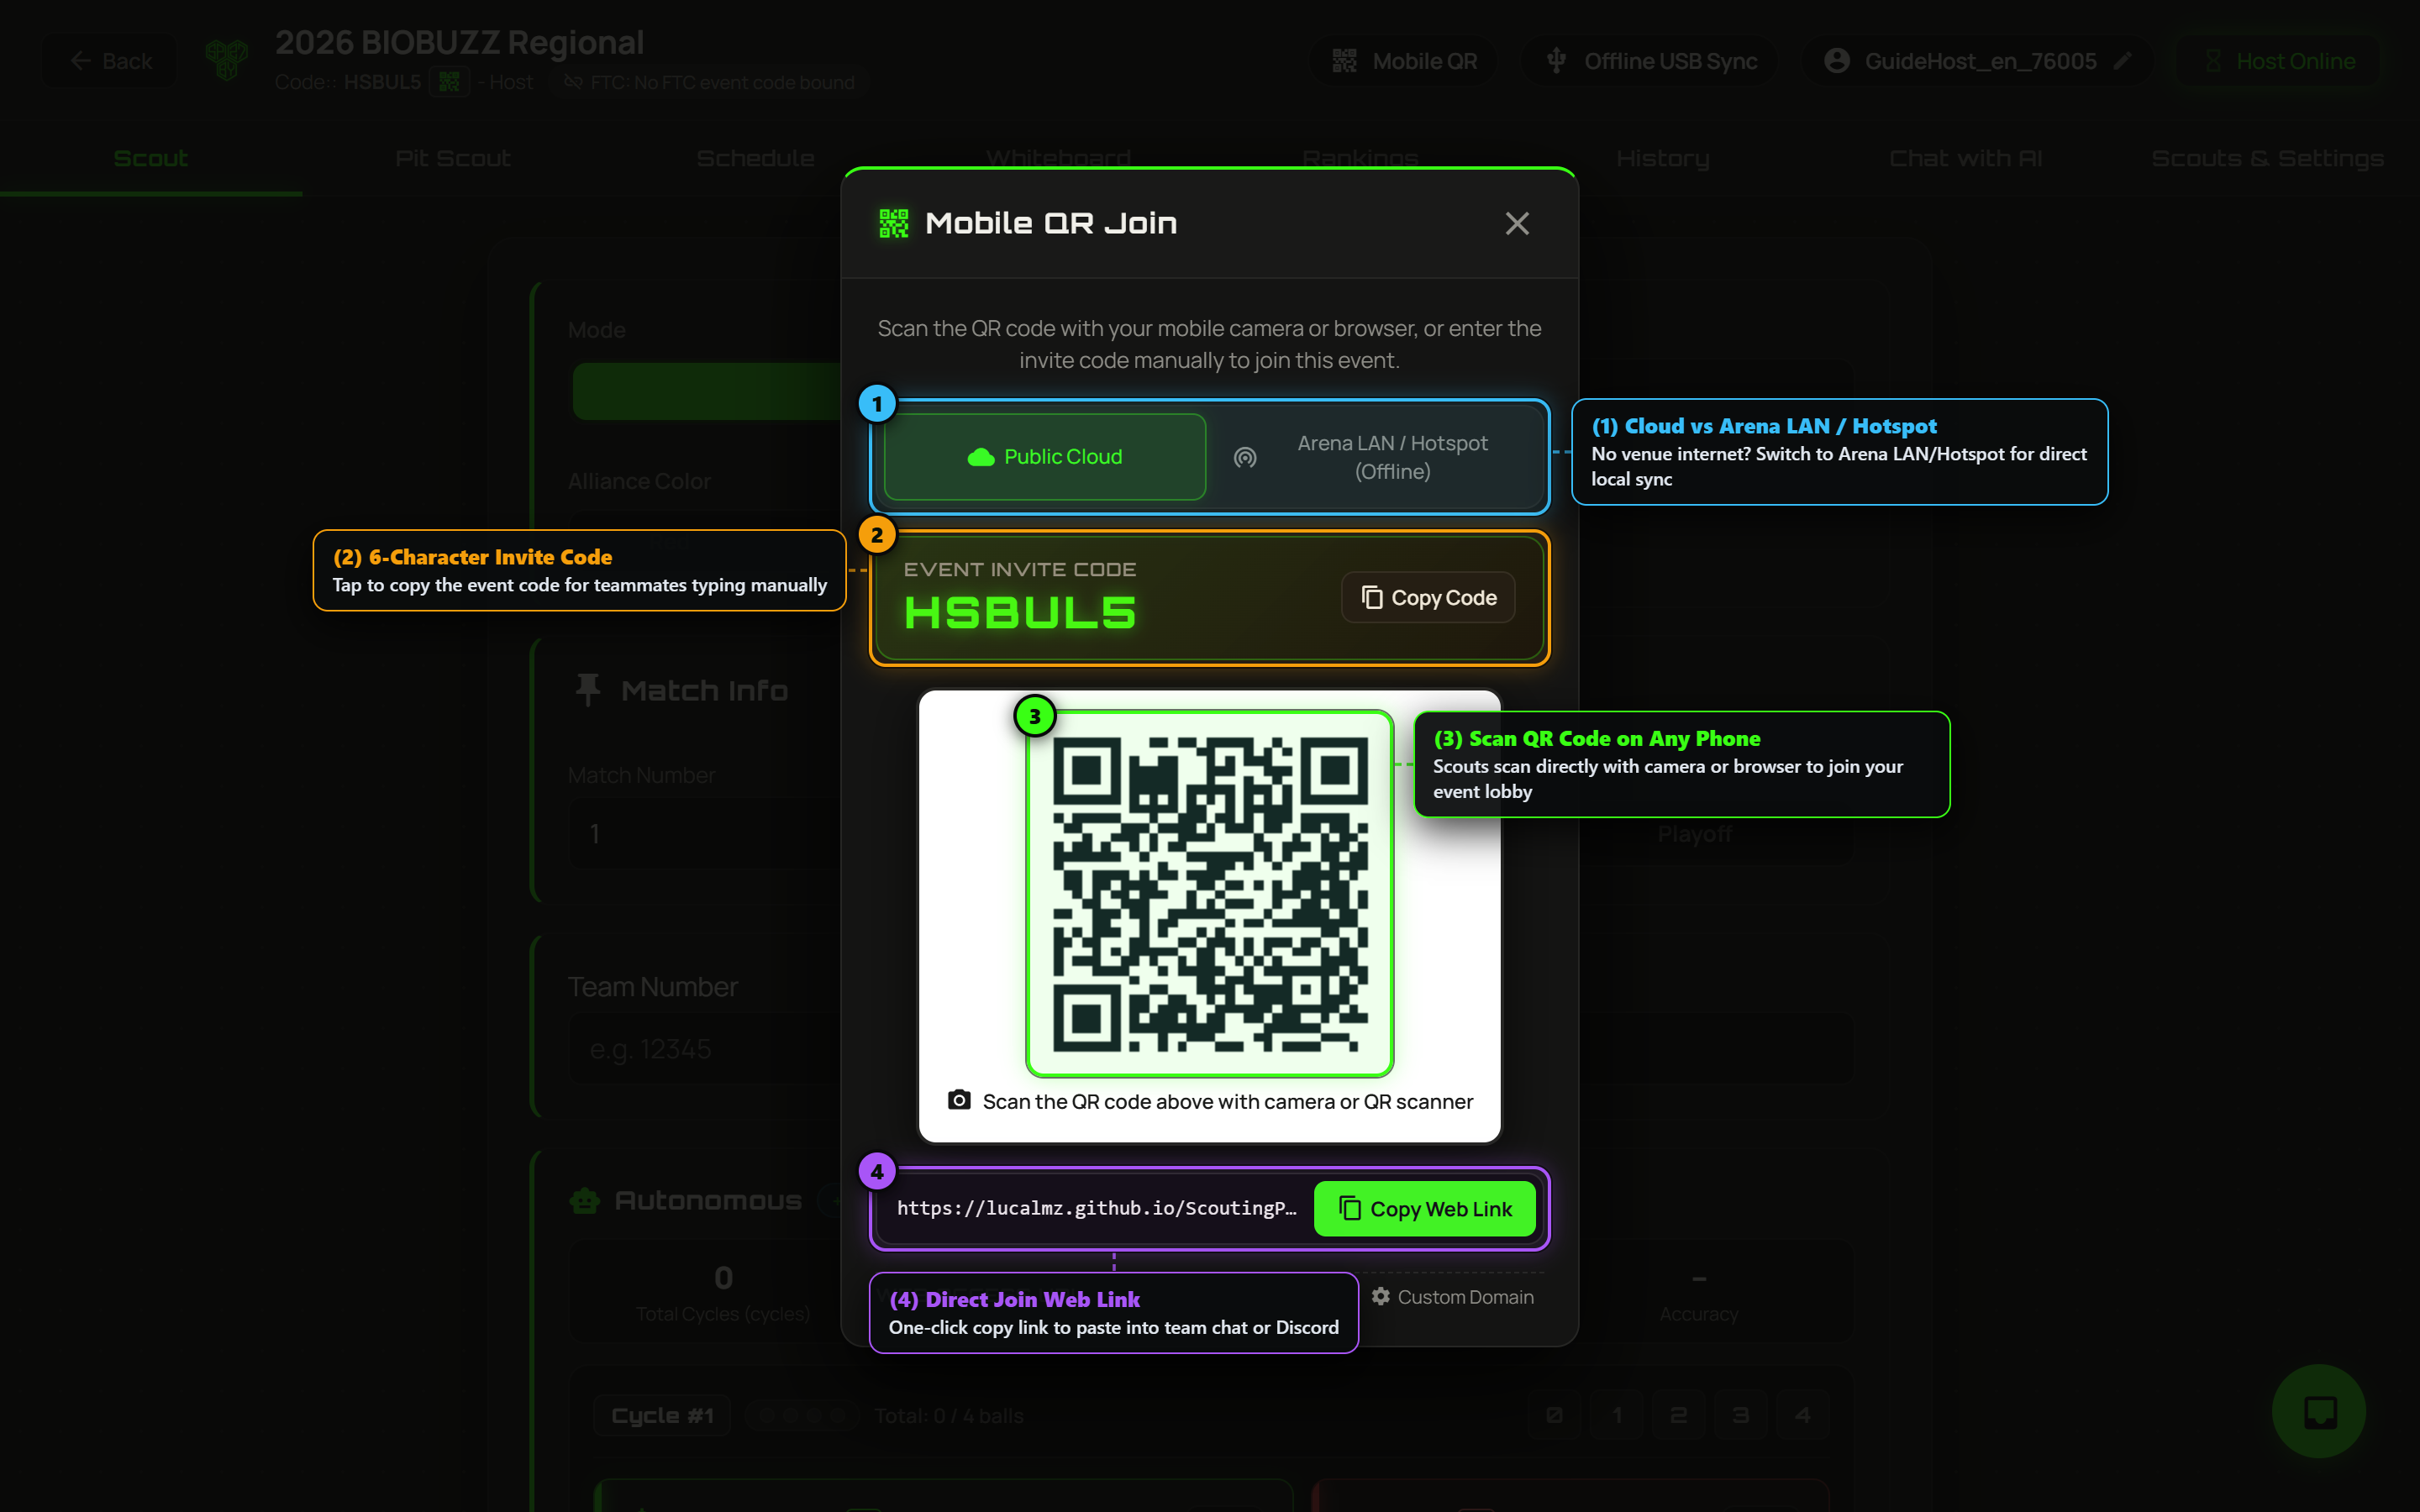 Back
2026 BIOBUZZ Regional
Code:: HSBUL5 - Host
FTC: No FTC event code bound
Mobile QR
Offline USB Sync
GuideHost_en_76005
Host Online
Scout
Pit Scout
Schedule
Whiteboard
Rankings
History
Chat with AI
Scouts & Settings
Mobile QR Join
Scan the QR code with your mobile camera or browser, or enter the
invite code manually to join this event.
Mode
1
Public Cloud
Arena LAN / Hotspot
(Offline)
(1) Cloud vs Arena LAN / Hotspot
No venue internet? Switch to Arena LAN/Hotspot for direct
local sync
Alliance Color
2
(2) 6-Character Invite Code
Tap to copy the event code for teammates typing manually
EVENT INVITE CODE
HSBUL5
Copy Code
Match Info
3
(3) Scan QR Code on Any Phone
Scouts scan directly with camera or browser to join your
event lobby
Match Number
1
Playoff
Team Number
e.g. 12345
Scan the QR code above with camera or QR scanner
4
https://lucalmz.github.io/ScoutingP…
Copy Web Link
Autonomous
(4) Direct Join Web Link
One-click copy link to paste into team chat or Discord
Custom Domain
0
Total Cycles (cycles)
–
Accuracy
Cycle #1
Total: 0 / 4 balls
0
1
2
3
4